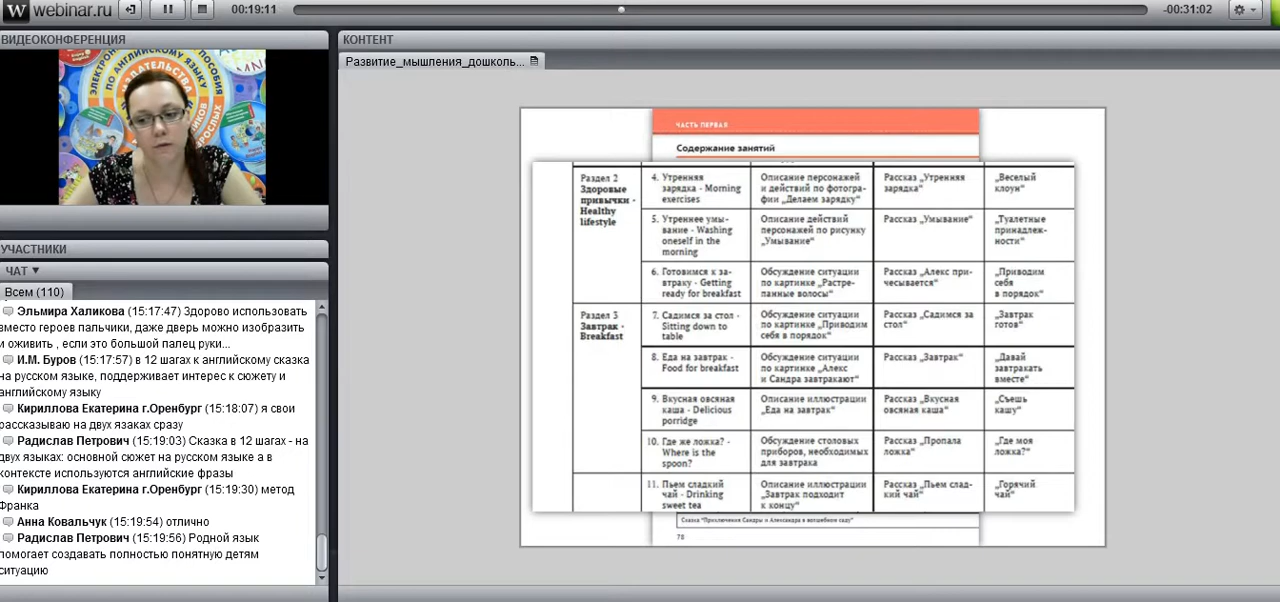 W webinar.ru
00:19:11
-00:31:02
ВИДЕОКОНФЕРЕНЦИЯ
ЭЛЕКТРОН
ПО АНГЛИЙСКОМУ ЯЗЫКУ
ПОСОБИЯ
ИЗДАТЕЛЬСТВА
УЧАСТНИКИ
ЧАТ ▼
Всем (110)
Эльмира Халикова (15:17:47) Здорово использовать
вместо героев пальчики, даже дверь можно изобразить
и оживить , если это большой палец руки...
И.М. Буров (15:17:57) в 12 шагах к английскому сказка
на русском языке, поддерживает интерес к сюжету и
английскому языку
Кириллова Екатерина г.Оренбург (15:18:07) я свои
рассказываю на двух язаках сразу
Радислав Петрович (15:19:03) Сказка в 12 шагах - на
двух языках: основной сюжет на русском языке а в
контексте используются английские фразы
Кириллова Екатерина г.Оренбург (15:19:30) метод
Франка
Анна Ковальчук (15:19:54) отлично
Радислав Петрович (15:19:56) Родной язык
помогает создавать полностью понятную детям
ситуацию
КОНТЕНТ
Развитие_мышления_дошколь...
ЧАСТЬ ПЕРВАЯ
Содержание занятий
Раздел 2
Здоровые
привычки -
Healthy
lifestyle
4. Утренняя
зарядка - Morning
exercises
Описание персонажей
и действий по фотогра-
фии „Делаем зарядку“
Рассказ „Утренняя
зарядка“
„Веселый
клоун“
5. Утреннее умы-
вание - Washing
oneself in the
morning
Описание действий
персонажей по рисунку
„Умывание“
Рассказ „Умывание“
„Туалетные
принадлеж-
ности“
6. Готовимся к за-
втраку - Getting
ready for breakfast
Обсуждение ситуации
по картинке „Растре-
панные волосы“
Рассказ „Алекс при-
чесывается“
„Приводим
себя
в порядок“
Раздел 3
Завтрак -
Breakfast
7. Садимся за стол -
Sitting down to
table
Обсуждение ситуации
по картинке „Приводим
себя в порядок“
Рассказ „Садимся за
стол“
„Завтрак
готов“
8. Еда на завтрак -
Food for breakfast
Обсуждение ситуации
по картинке „Алекс
и Сандра завтракают“
Рассказ „Завтрак“
„Давай
завтракать
вместе“
9. Вкусная овсяная
каша - Delicious
porridge
Описание иллюстрации
„Еда на завтрак“
Рассказ „Вкусная
овсяная каша“
„Съешь
кашу“
10. Где же ложка? -
Where is the
spoon?
Обсуждение столовых
приборов, необходимых
для завтрака
Рассказ „Пропала
ложка“
„Где моя
ложка?“
11. Пьем сладкий
чай - Drinking
sweet tea
Описание иллюстрации
„Завтрак подходит
к концу“
Рассказ „Пьем слад-
кий чай“
„Горячий
чай“
Сказка "Приключения Сандры и Александра в волшебном саду"
78